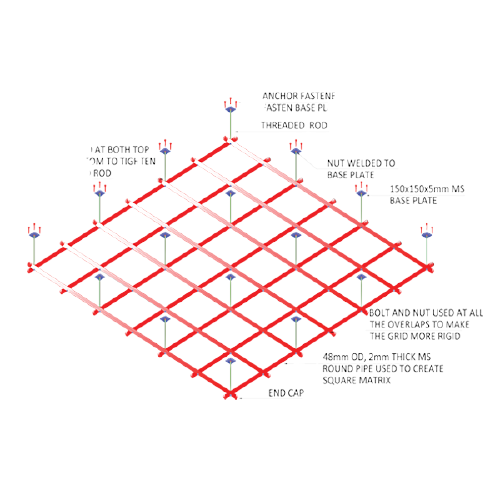 ANCHOR FASTENE
FASTEN BASE PL
THREADED ROD
AT BOTH TOP
OM TO TIGHTEN
ROD
NUT WELDED TO
BASE PLATE
150x150x5mm MS
BASE PLATE
BOLT AND NUT USED AT ALL
THE OVERLAPS TO MAKE
THE GRID MORE RIGID
48mm OD, 2mm THICK MS
ROUND PIPE USED TO CREATE
SQUARE MATRIX
END CAP